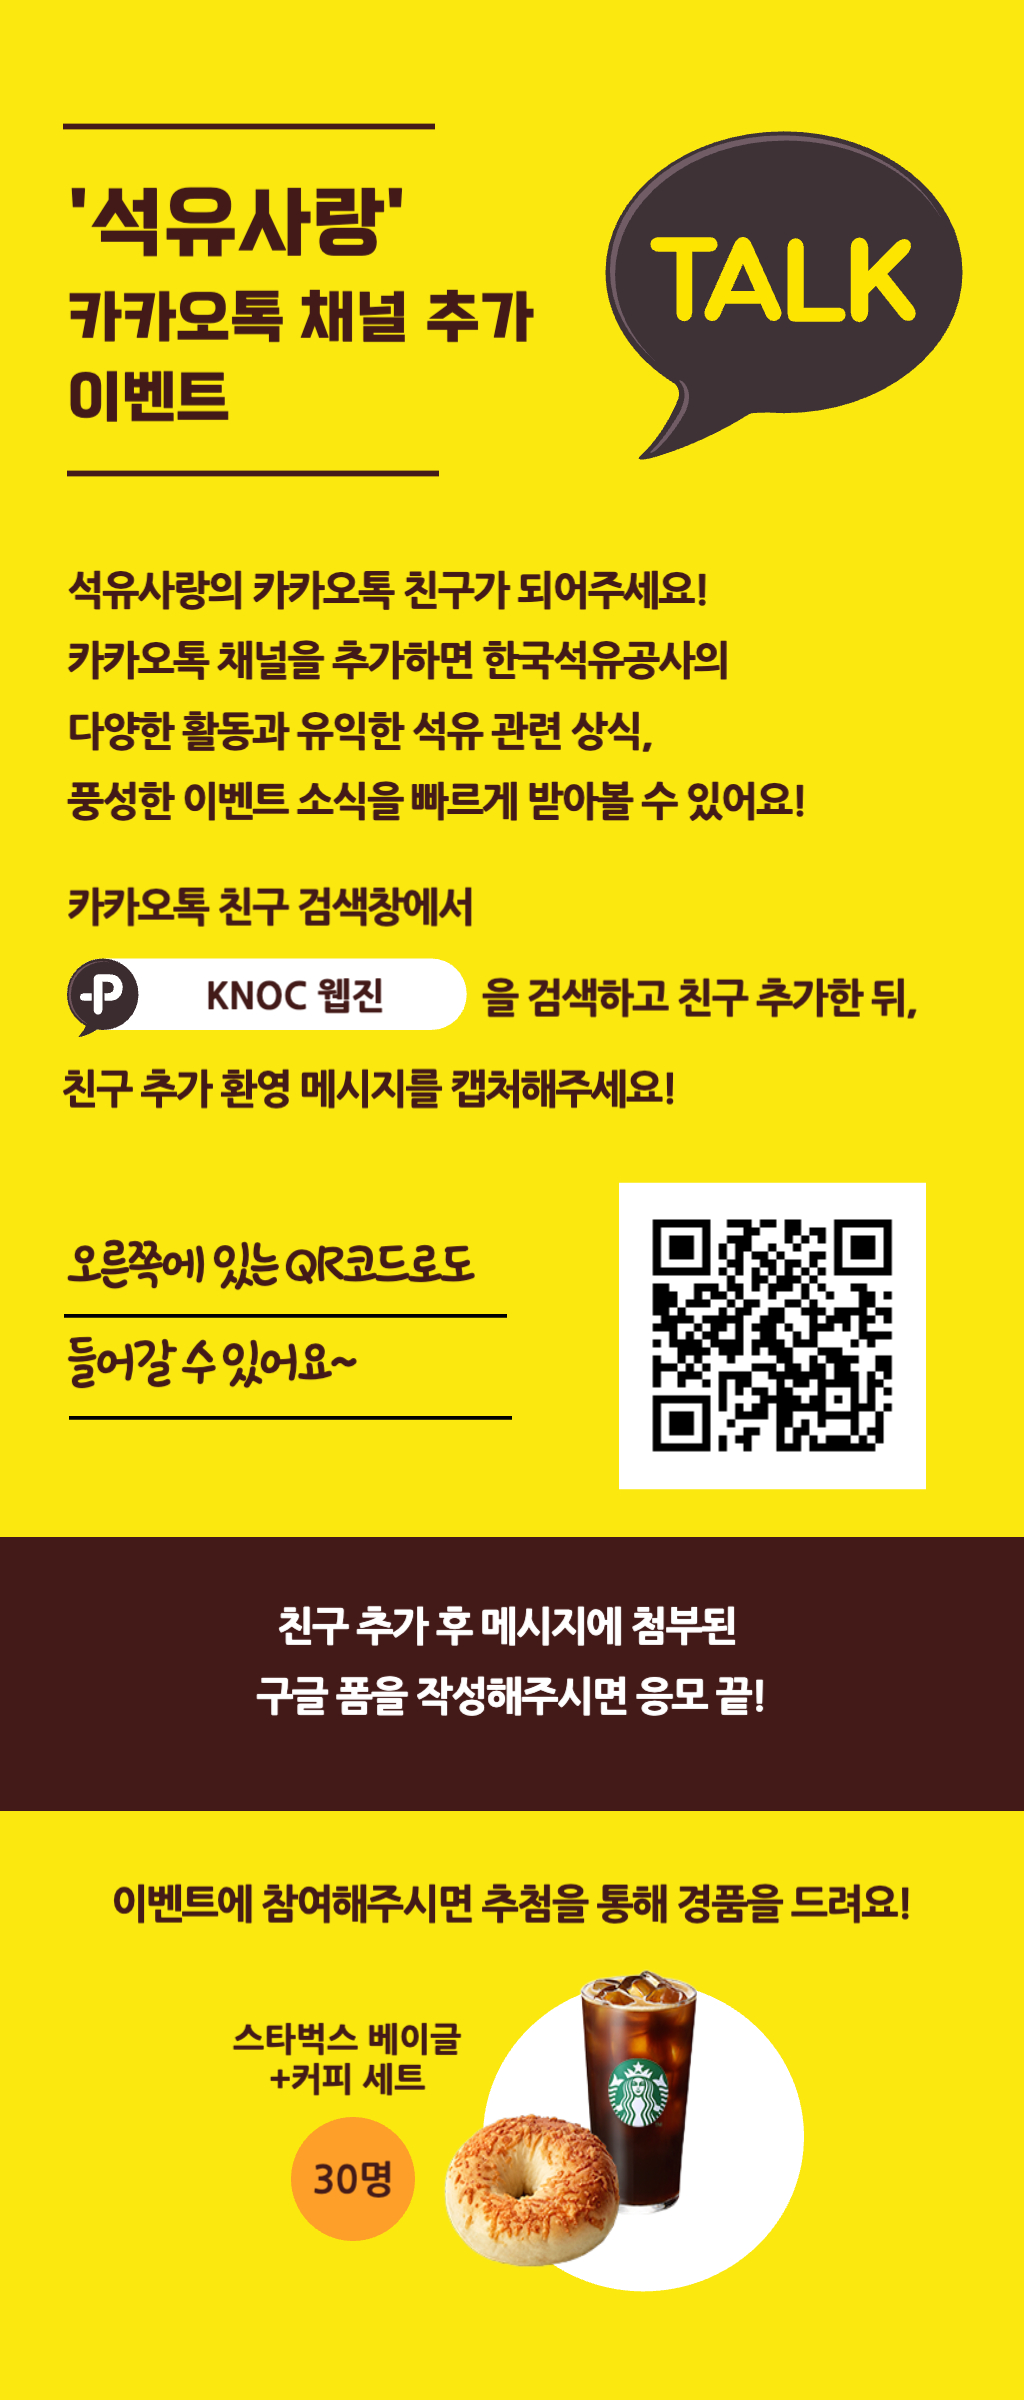 '석유사랑'
카카오톡 채널 추가
이벤트
TALK
석유사랑의 카카오톡 친구가 되어주세요!
카카오톡 채널을 추가하면 한국석유공사의
다양한 활동과 유익한 석유 관련 상식,
풍성한 이벤트 소식을 빠르게 받아볼 수 있어요!
카카오톡 친구 검색창에서
P KNOC 웹진 을 검색하고 친구 추가한 뒤,
친구 추가 환영 메시지를 캡처해주세요!
오른쪽에 있는 QR코드로도
들어갈 수 있어요~
친구 추가 후 메시지에 첨부된
구글 폼을 작성해주시면 응모 끝!
이벤트에 참여해주시면 추첨을 통해 경품을 드려요!
스타벅스 베이글
+커피 세트
30명